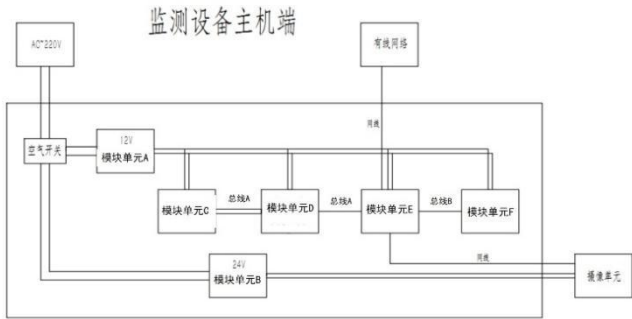 监测设备主机端
AC~220V
有线网络
网线
空气开关
12V
模块单元A
模块单元C
总线A
模块单元D
总线A
模块单元E
总线B
模块单元F
24V
模块单元B
网线
摄像单元